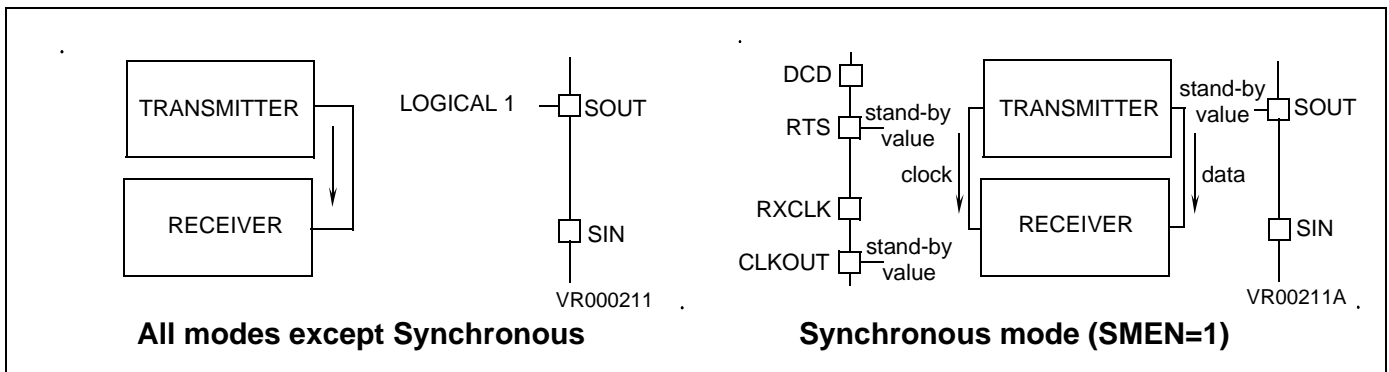 TRANSMITTER
LOGICAL 1
SOUT
RECEIVER
SIN
VR000211
All modes except Synchronous
DCD
RTS
stand-by
value
TRANSMITTER
stand-by
value
SOUT
clock
data
RXCLK
RECEIVER
SIN
CLKOUT
stand-by
value
VR00211A
Synchronous mode (SMEN=1)